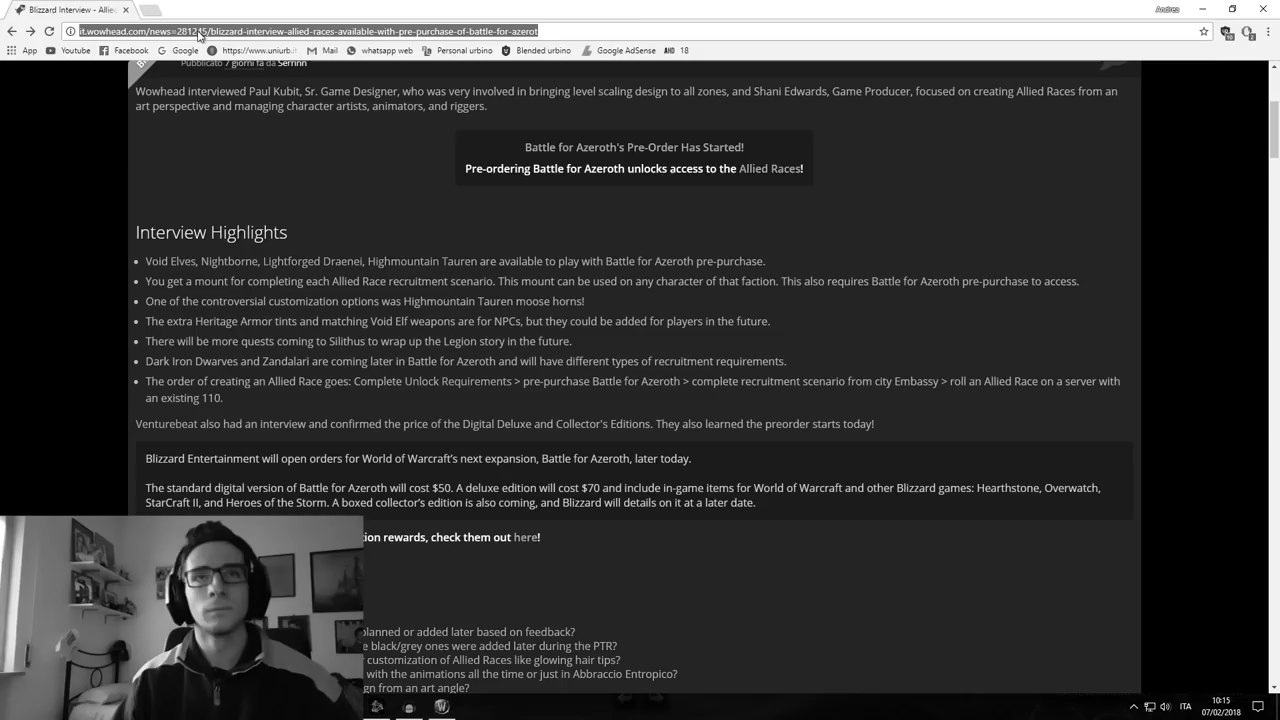 Blizzard Interview - Allie
Andrea
it.wowhead.com/news=281245/blizzard-interview-allied-races-available-with-pre-purchase-of-battle-for-azerot
App
Youtube
Facebook
Google
https://www.uniurb.it
Mail
whatsapp web
Personal urbino
Blended urbino
Google AdSense
18
Pubblicato 7 giorni fa da Serrinn
Wowhead interviewed Paul Kubit, Sr. Game Designer, who was very involved in bringing level scaling design to all zones, and Shani Edwards, Game Producer, focused on creating Allied Races from an
art perspective and managing character artists, animators, and riggers.
Battle for Azeroth's Pre-Order Has Started!
Pre-ordering Battle for Azeroth unlocks access to the Allied Races!
Interview Highlights
• Void Elves, Nightborne, Lightforged Draenei, Highmountain Tauren are available to play with Battle for Azeroth pre-purchase.
• You get a mount for completing each Allied Race recruitment scenario. This mount can be used on any character of that faction. This also requires Battle for Azeroth pre-purchase to access.
• One of the controversial customization options was Highmountain Tauren moose horns!
• The extra Heritage Armor tints and matching Void Elf weapons are for NPCs, but they could be added for players in the future.
• There will be more quests coming to Silithus to wrap up the Legion story in the future.
• Dark Iron Dwarves and Zandalari are coming later in Battle for Azeroth and will have different types of recruitment requirements.
• The order of creating an Allied Race goes: Complete Unlock Requirements > pre-purchase Battle for Azeroth > complete recruitment scenario from city Embassy > roll an Allied Race on a server with
an existing 110.
Venturebeat also had an interview and confirmed the price of the Digital Deluxe and Collector's Editions. They also learned the preorder starts today!
Blizzard Entertainment will open orders for World of Warcraft's next expansion, Battle for Azeroth, later today.
The standard digital version of Battle for Azeroth will cost $50. A deluxe edition will cost $70 and include in-game items for World of Warcraft and other Blizzard games: Hearthstone, Overwatch,
StarCraft II, and Heroes of the Storm. A boxed collector's edition is also coming, and Blizzard will details on it at a later date.
tion rewards, check them out here!
planned or added later based on feedback?
e black/grey ones were added later during the PTR?
customization of Allied Races like glowing hair tips?
with the animations all the time or just in Abbraccio Entropico?
gn from an art angle?
ITA
10:15
07/02/2018